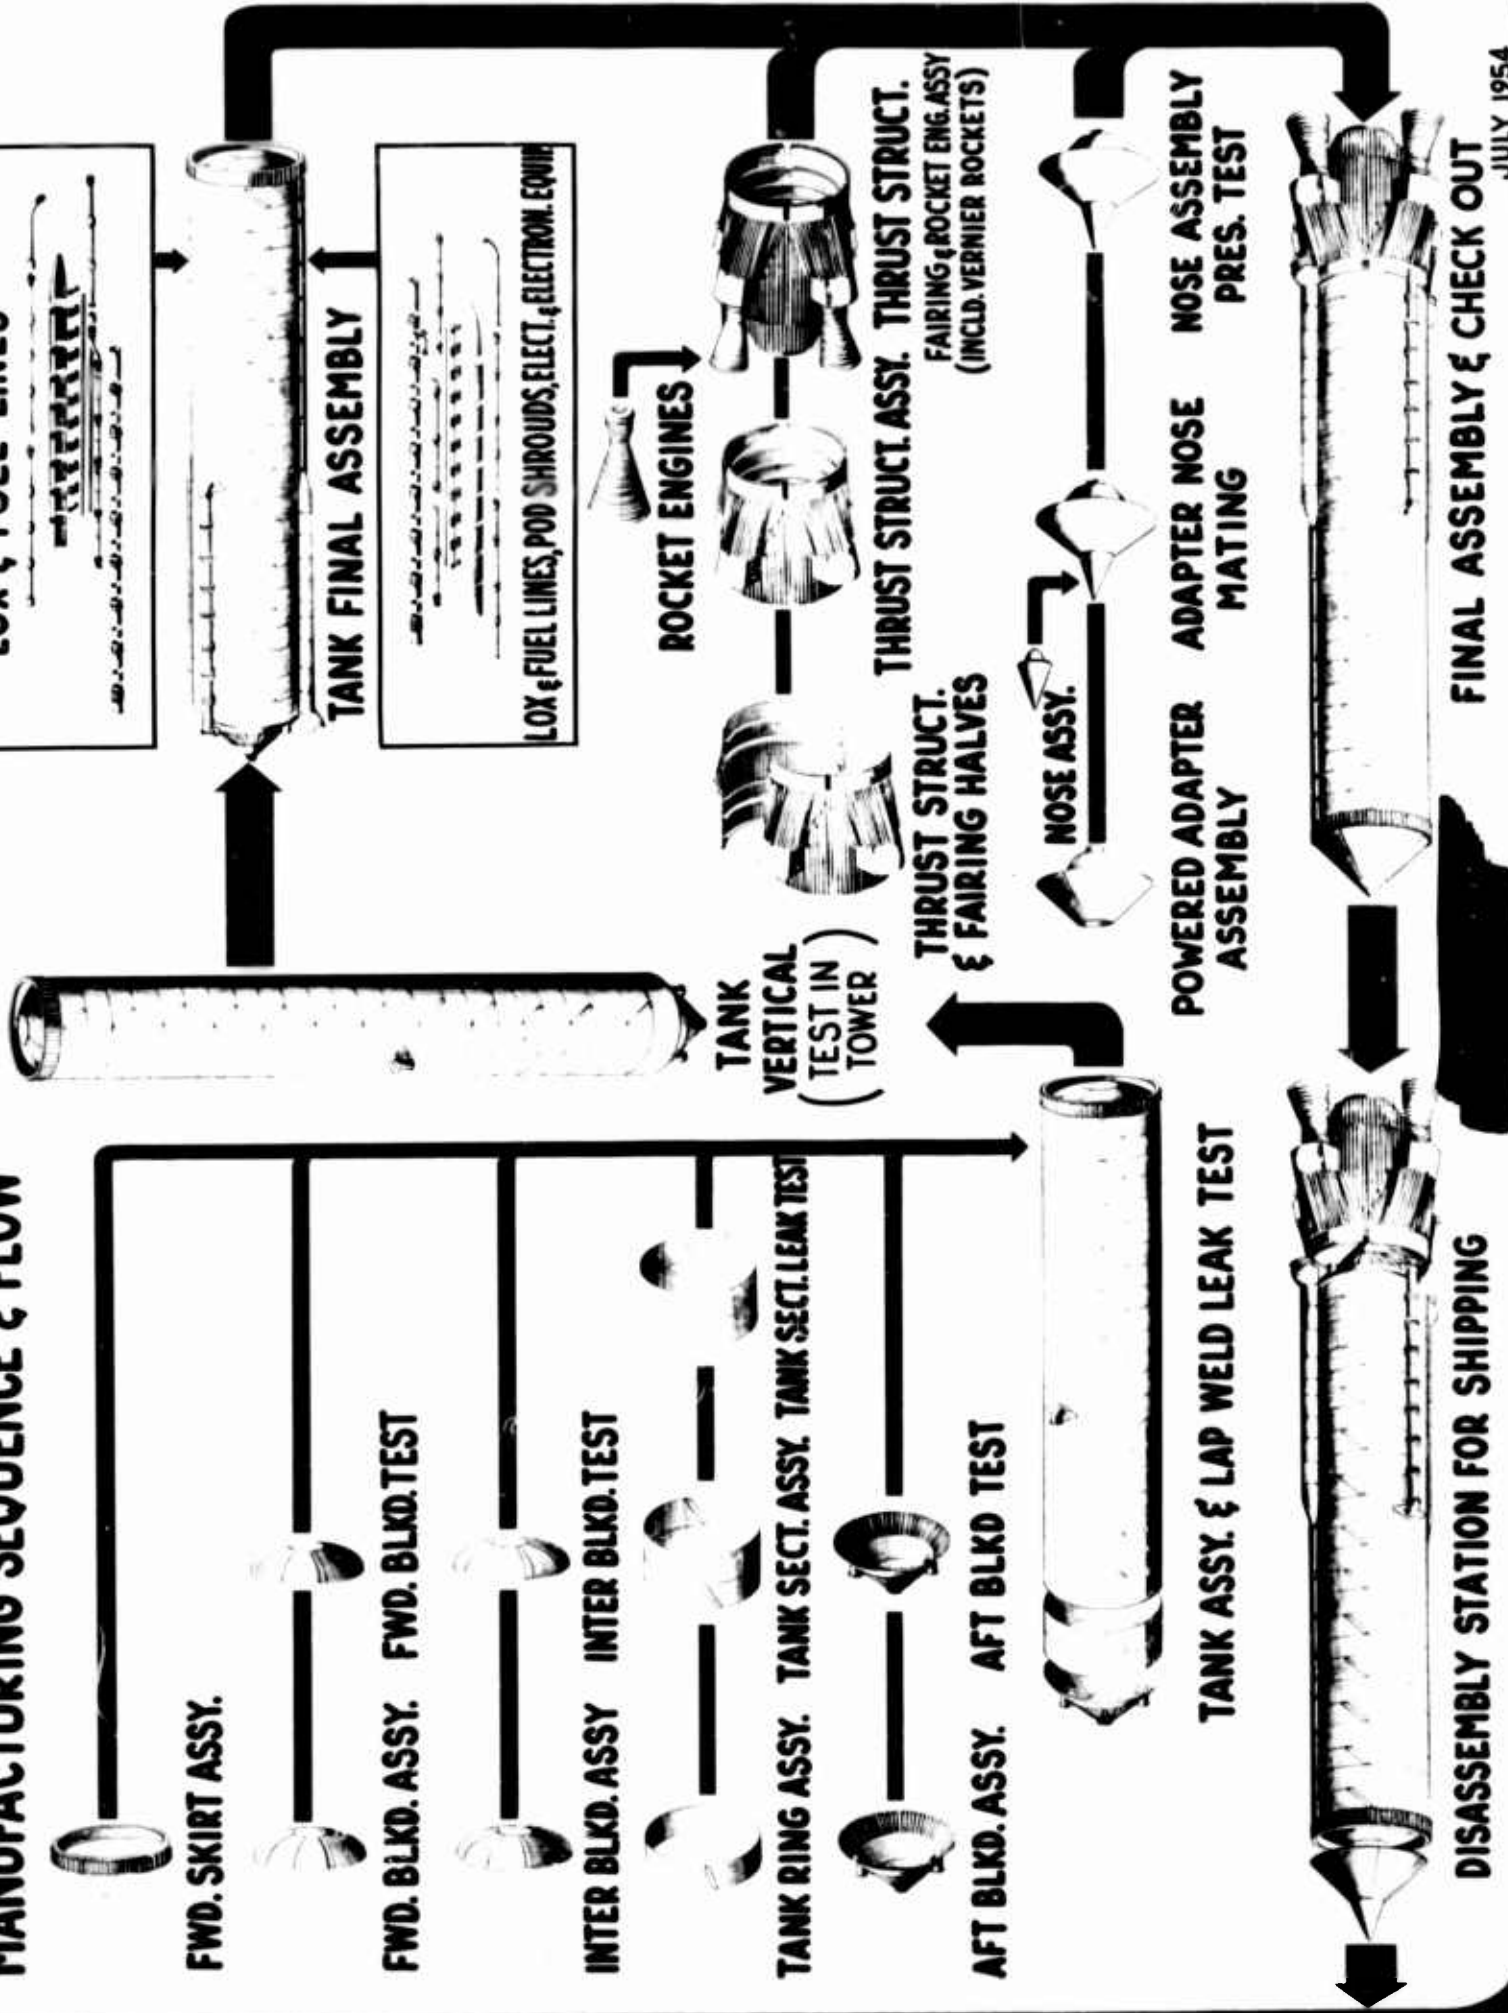 MANUFACTURING SEQUENCE & FLOW
FWD. SKIRT ASSY.
FWD. BLKD. ASSY. FWD. BLKD. TEST
INTER BLKD. ASSY INTER BLKD. TEST
TANK RING ASSY. TANK SECT. ASSY. TANK SECT. LEAK TEST
AFT BLKD. ASSY. AFT BLKD TEST
TANK ASSY. & LAP WELD LEAK TEST
TANK
VERTICAL
(TEST IN
TOWER)
LOX & FUEL LINES
TANK FINAL ASSEMBLY
LOX & FUEL LINES, POD SHROUDS, ELECT. & ELECTRON. EQUIP.
ROCKET ENGINES
THRUST STRUCT.
& FAIRING HALVES
THRUST STRUCT. ASSY.
THRUST STRUCT.
FAIRING & ROCKET ENG. ASSY
(INCLD. VERNIER ROCKETS)
NOSE ASSY.
POWERED ADAPTER
ASSEMBLY
ADAPTER NOSE
MATING
NOSE ASSEMBLY
PRES. TEST
FINAL ASSEMBLY & CHECK OUT
DISASSEMBLY STATION FOR SHIPPING
JULY 1954